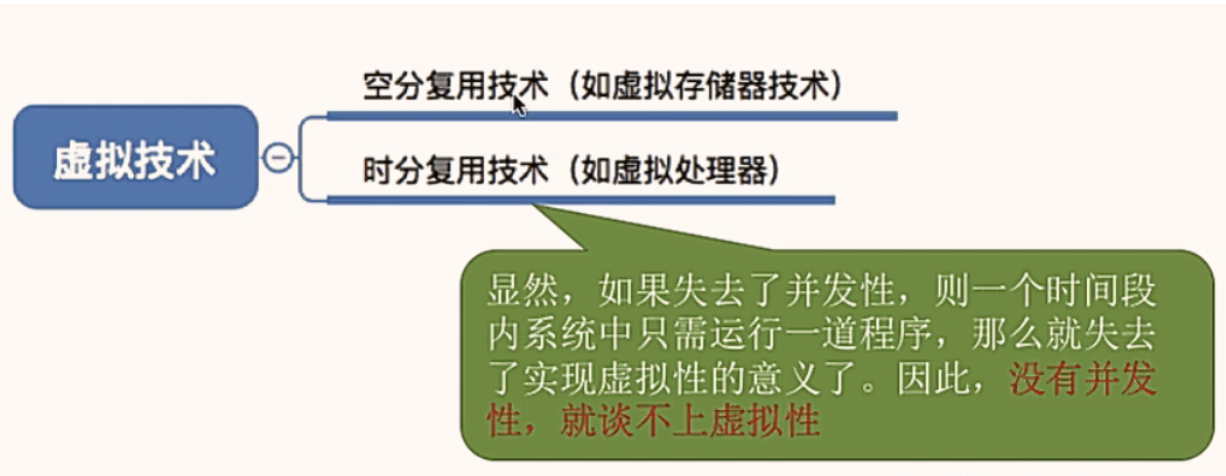 空分复用技术（如虚拟存储器技术）
虚拟技术
时分复用技术（如虚拟处理器）
显然，如果失去了并发性，则一个时间段
内系统中只需运行一道程序，那么就失去
了实现虚拟性的意义了。因此，没有并发
性，就谈不上虚拟性